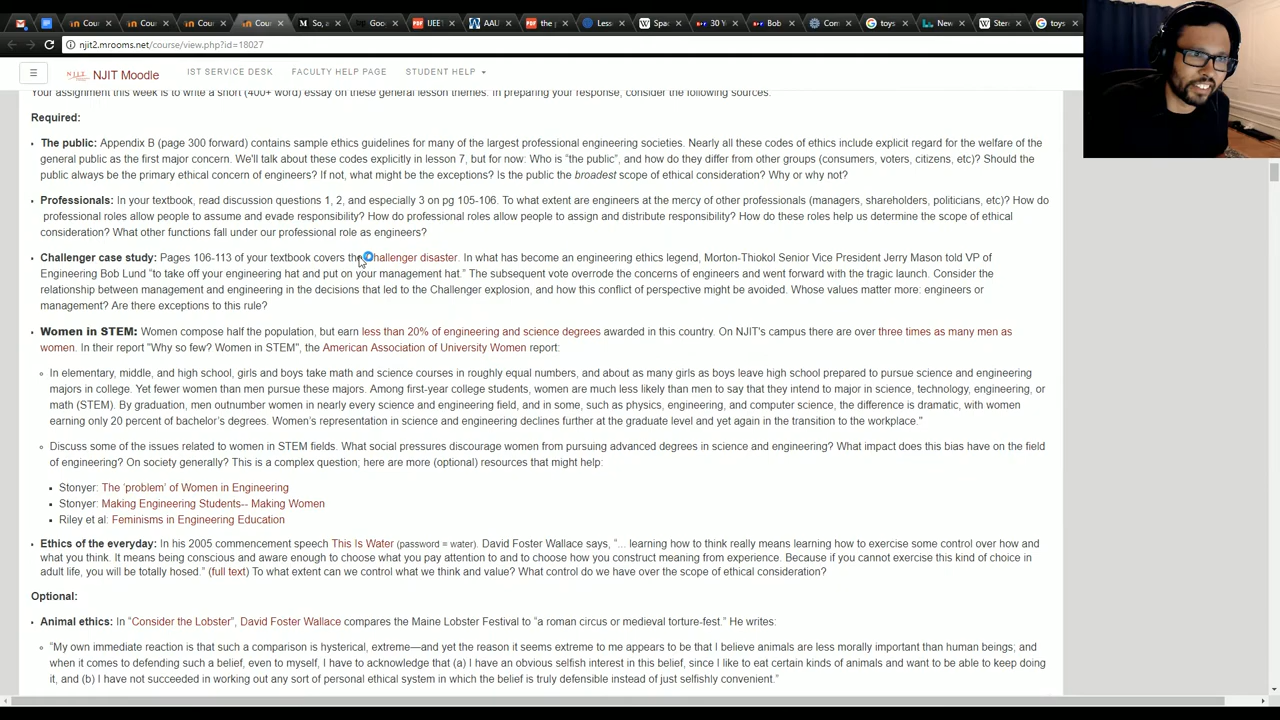 Cour
Cour
Cour
Cour
So, a
Goo
UEE
AAU
the p
Lesso
Spac
30 Y
Bob
Com
toys
New
Stern
toys
njit2.mrooms.net/course/view.php?id=18027
NJIT Moodle
IST SERVICE DESK
FACULTY HELP PAGE
STUDENT HELP
Your assignment this week is to write a short (400+ word) essay on these general lesson themes. In preparing your response, consider the following sources.
Required:
The public: Appendix B (page 300 forward) contains sample ethics guidelines for many of the largest professional engineering societies. Nearly all these codes of ethics include explicit regard for the welfare of the
general public as the first major concern. We'll talk about these codes explicitly in lesson 7, but for now: Who is "the public", and how do they differ from other groups (consumers, voters, citizens, etc)? Should the
public always be the primary ethical concern of engineers? If not, what might be the exceptions? Is the public the broadest scope of ethical consideration? Why or why not?
Professionals: In your textbook, read discussion questions 1, 2, and especially 3 on pg 105-106. To what extent are engineers at the mercy of other professionals (managers, shareholders, politicians, etc)? How do
professional roles allow people to assume and evade responsibility? How do professional roles allow people to assign and distribute responsibility? How do these roles help us determine the scope of ethical
consideration? What other functions fall under our professional role as engineers?
Challenger case study: Pages 106-113 of your textbook covers the Challenger disaster. In what has become an engineering ethics legend, Morton-Thiokol Senior Vice President Jerry Mason told VP of
Engineering Bob Lund "to take off your engineering hat and put on your management hat." The subsequent vote overrode the concerns of engineers and went forward with the tragic launch. Consider the
relationship between management and engineering in the decisions that led to the Challenger explosion, and how this conflict of perspective might be avoided. Whose values matter more: engineers or
management? Are there exceptions to this rule?
Women in STEM: Women compose half the population, but earn less than 20% of engineering and science degrees awarded in this country. On NJIT's campus there are over three times as many men as
women. In their report "Why so few? Women in STEM", the American Association of University Women report:
In elementary, middle, and high school, girls and boys take math and science courses in roughly equal numbers, and about as many girls as boys leave high school prepared to pursue science and engineering
majors in college. Yet fewer women than men pursue these majors. Among first-year college students, women are much less likely than men to say that they intend to major in science, technology, engineering, or
math (STEM). By graduation, men outnumber women in nearly every science and engineering field, and in some, such as physics, engineering, and computer science, the difference is dramatic, with women
earning only 20 percent of bachelor's degrees. Women's representation in science and engineering declines further at the graduate level and yet again in the transition to the workplace."
Discuss some of the issues related to women in STEM fields. What social pressures discourage women from pursuing advanced degrees in science and engineering? What impact does this bias have on the field
of engineering? On society generally? This is a complex question; here are more (optional) resources that might help:
Stonyer: The 'problem' of Women in Engineering
Stonyer: Making Engineering Students-- Making Women
Riley et al: Feminisms in Engineering Education
Ethics of the everyday: In his 2005 commencement speech This Is Water (password = water). David Foster Wallace says, "... learning how to think really means learning how to exercise some control over how and
what you think. It means being conscious and aware enough to choose what you pay attention to and to choose how you construct meaning from experience. Because if you cannot exercise this kind of choice in
adult life, you will be totally hosed." (full text) To what extent can we control what we think and value? What control do we have over the scope of ethical consideration?
Optional:
Animal ethics: In "Consider the Lobster", David Foster Wallace compares the Maine Lobster Festival to "a roman circus or medieval torture-fest." He writes:
"My own immediate reaction is that such a comparison is hysterical, extreme—and yet the reason it seems extreme to me appears to be that I believe animals are less morally important than human beings; and
when it comes to defending such a belief, even to myself, I have to acknowledge that (a) I have an obvious selfish interest in this belief, since I like to eat certain kinds of animals and want to be able to keep doing
it, and (b) I have not succeeded in working out any sort of personal ethical system in which the belief is truly defensible instead of just selfishly convenient."